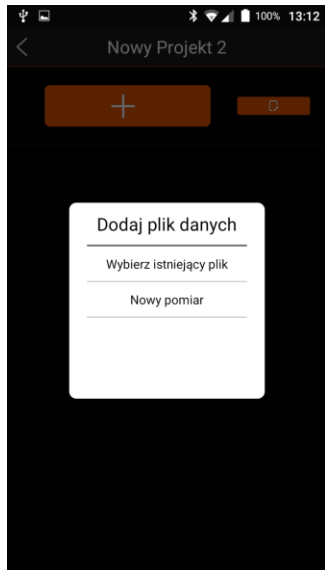 100% 13:12
Nowy Projekt 2
Dodaj plik danych
Wybierz istniejący plik
Nowy pomiar